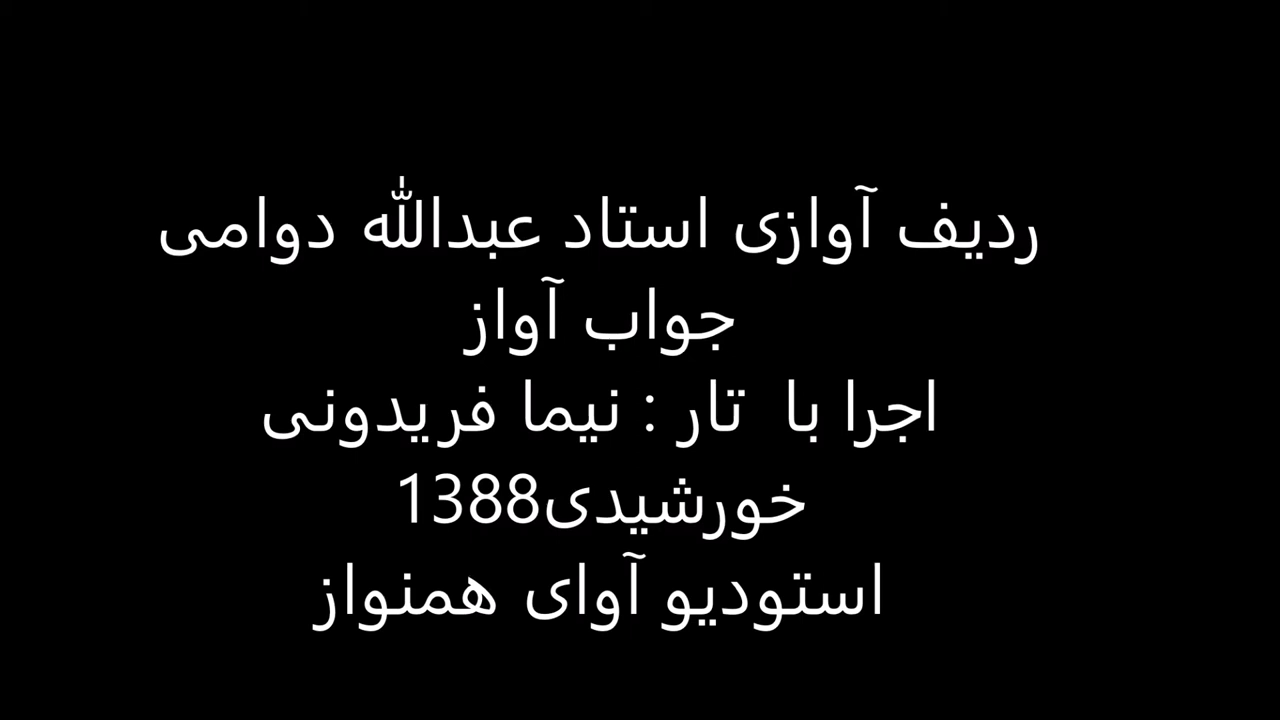 ردیف آوازی استاد عبدالله دوامی
جواب آواز
اجرا با تار : نیما فریدونی
خورشیدی1388
استودیو آوای همنواز